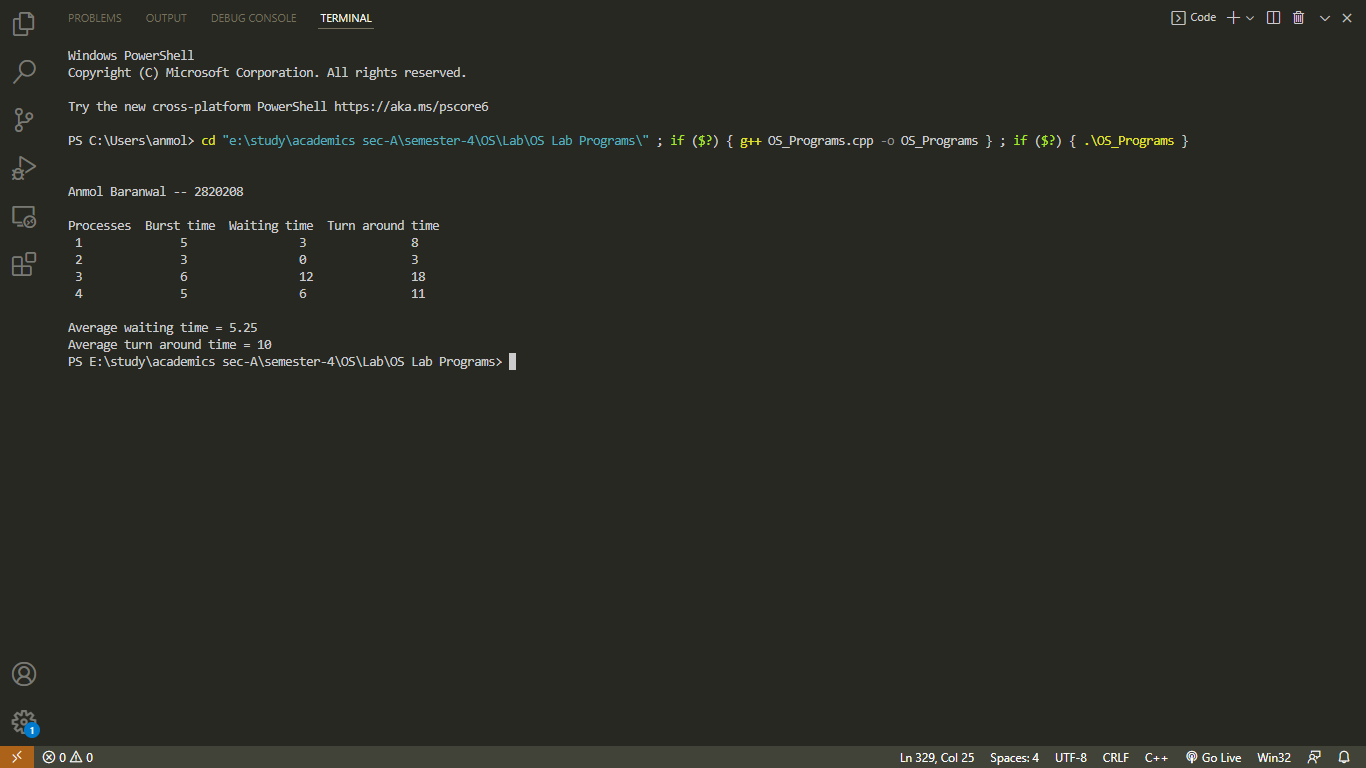 PROBLEMS OUTPUT DEBUG CONSOLE TERMINAL Code
Windows PowerShell
Copyright (C) Microsoft Corporation. All rights reserved.
Try the new cross-platform PowerShell https://aka.ms/pscore6
PS C:\Users\anmol> cd "e:\study\academics sec-A\semester-4\OS\Lab\OS Lab Programs\" ; if ($?) { g++ OS_Programs.cpp -o OS_Programs } ; if ($?) { .\OS_Programs }
Anmol Baranwal -- 2820208
Processes Burst time Waiting time Turn around time
1 5 3 8
2 3 0 3
3 6 12 18
4 5 6 11
Average waiting time = 5.25
Average turn around time = 10
PS E:\study\academics sec-A\semester-4\OS\Lab\OS Lab Programs>
1
0 0 Ln 329, Col 25 Spaces: 4 UTF-8 CRLF C++ Go Live Win32